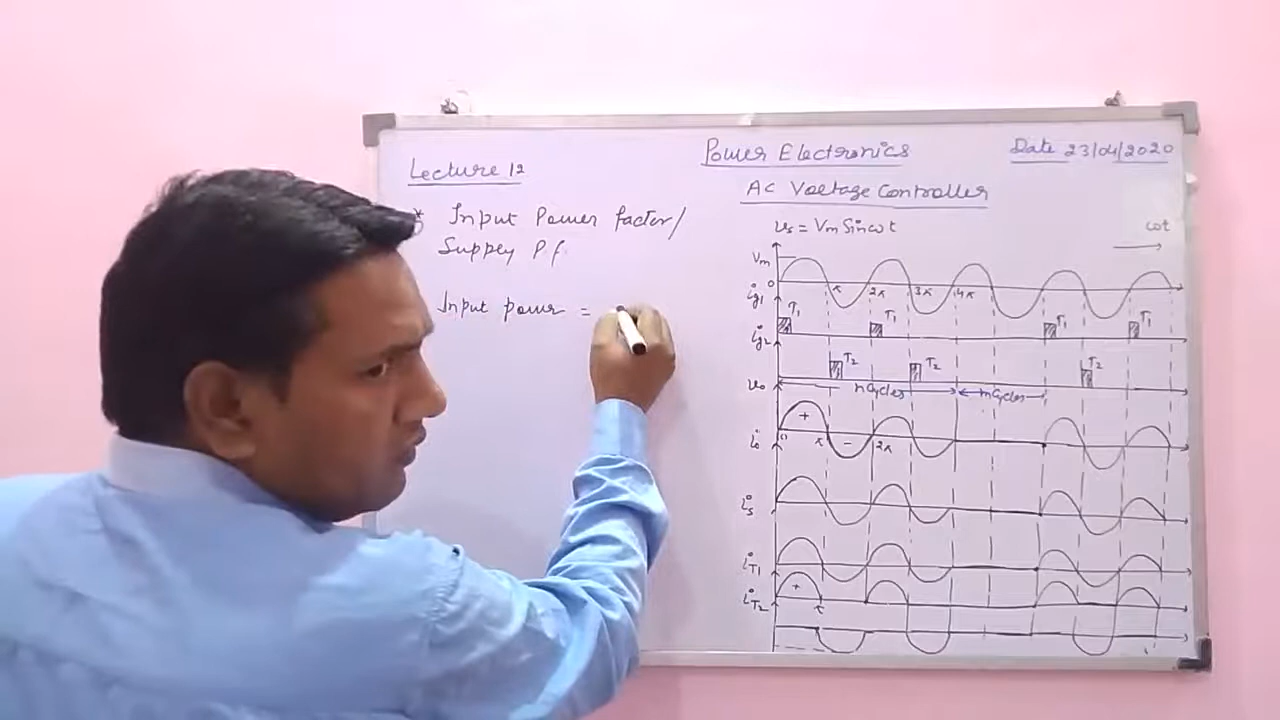 Power Electronics
Date 23/04/2020
Lecture 12
AC Voltage Controller
* Input Power factor/
Supply P.f.
Input power =
vs = Vm Sinωt
ωt
Vm
0
π 2π 3π 4π
ig1
T1 T1 T1 T1
ig2
T2 T2 T2
vo
n Cycles m Cycles
+
0 π - 2π
io
is
iT1
+
iT2
π